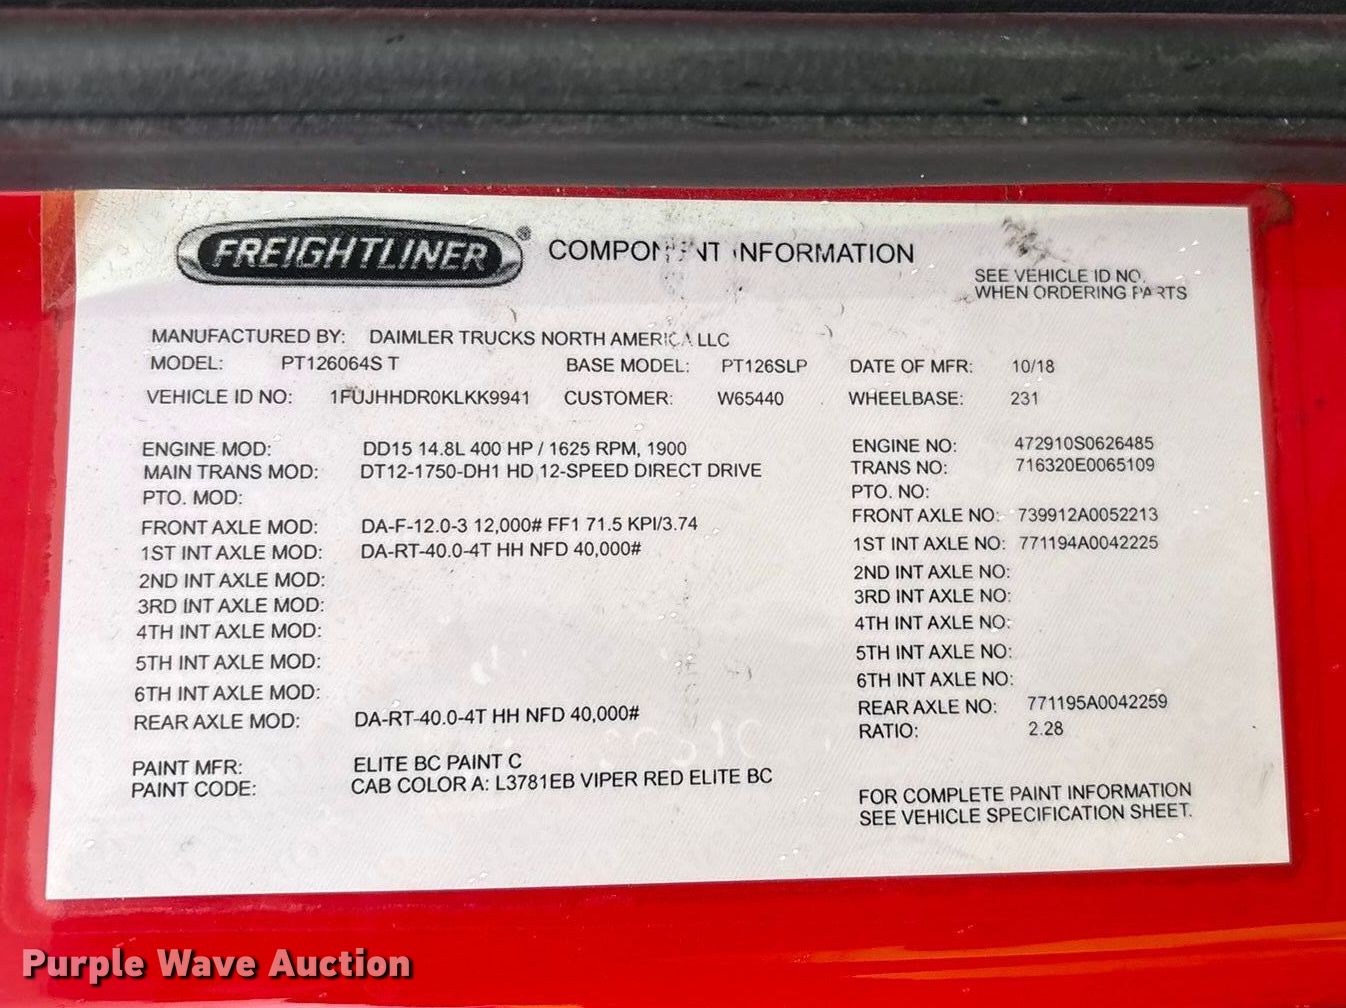 FREIGHTLINER® COMPONENT INFORMATION
SEE VEHICLE ID NO.
WHEN ORDERING PARTS
MANUFACTURED BY: DAIMLER TRUCKS NORTH AMERICA LLC
MODEL: PT126064S T BASE MODEL: PT126SLP DATE OF MFR: 10/18
VEHICLE ID NO: 1FUJHHDR0KLKK9941 CUSTOMER: W65440 WHEELBASE: 231
ENGINE MOD: DD15 14.8L 400 HP / 1625 RPM, 1900 ENGINE NO: 472910S0626485
MAIN TRANS MOD: DT12-1750-DH1 HD 12-SPEED DIRECT DRIVE TRANS NO: 716320E0065109
PTO. MOD: PTO. NO:
FRONT AXLE MOD: DA-F-12.0-3 12,000# FF1 71.5 KPI/3.74 FRONT AXLE NO: 739912A0052213
1ST INT AXLE MOD: DA-RT-40.0-4T HH NFD 40,000# 1ST INT AXLE NO: 771194A0042225
2ND INT AXLE MOD: 2ND INT AXLE NO:
3RD INT AXLE MOD: 3RD INT AXLE NO:
4TH INT AXLE MOD: 4TH INT AXLE NO:
5TH INT AXLE MOD: 5TH INT AXLE NO:
6TH INT AXLE MOD: 6TH INT AXLE NO:
REAR AXLE MOD: DA-RT-40.0-4T HH NFD 40,000# REAR AXLE NO: 771195A0042259
RATIO: 2.28
PAINT MFR: ELITE BC PAINT C
PAINT CODE: CAB COLOR A: L3781EB VIPER RED ELITE BC
FOR COMPLETE PAINT INFORMATION
SEE VEHICLE SPECIFICATION SHEET.
Purple Wave Auction